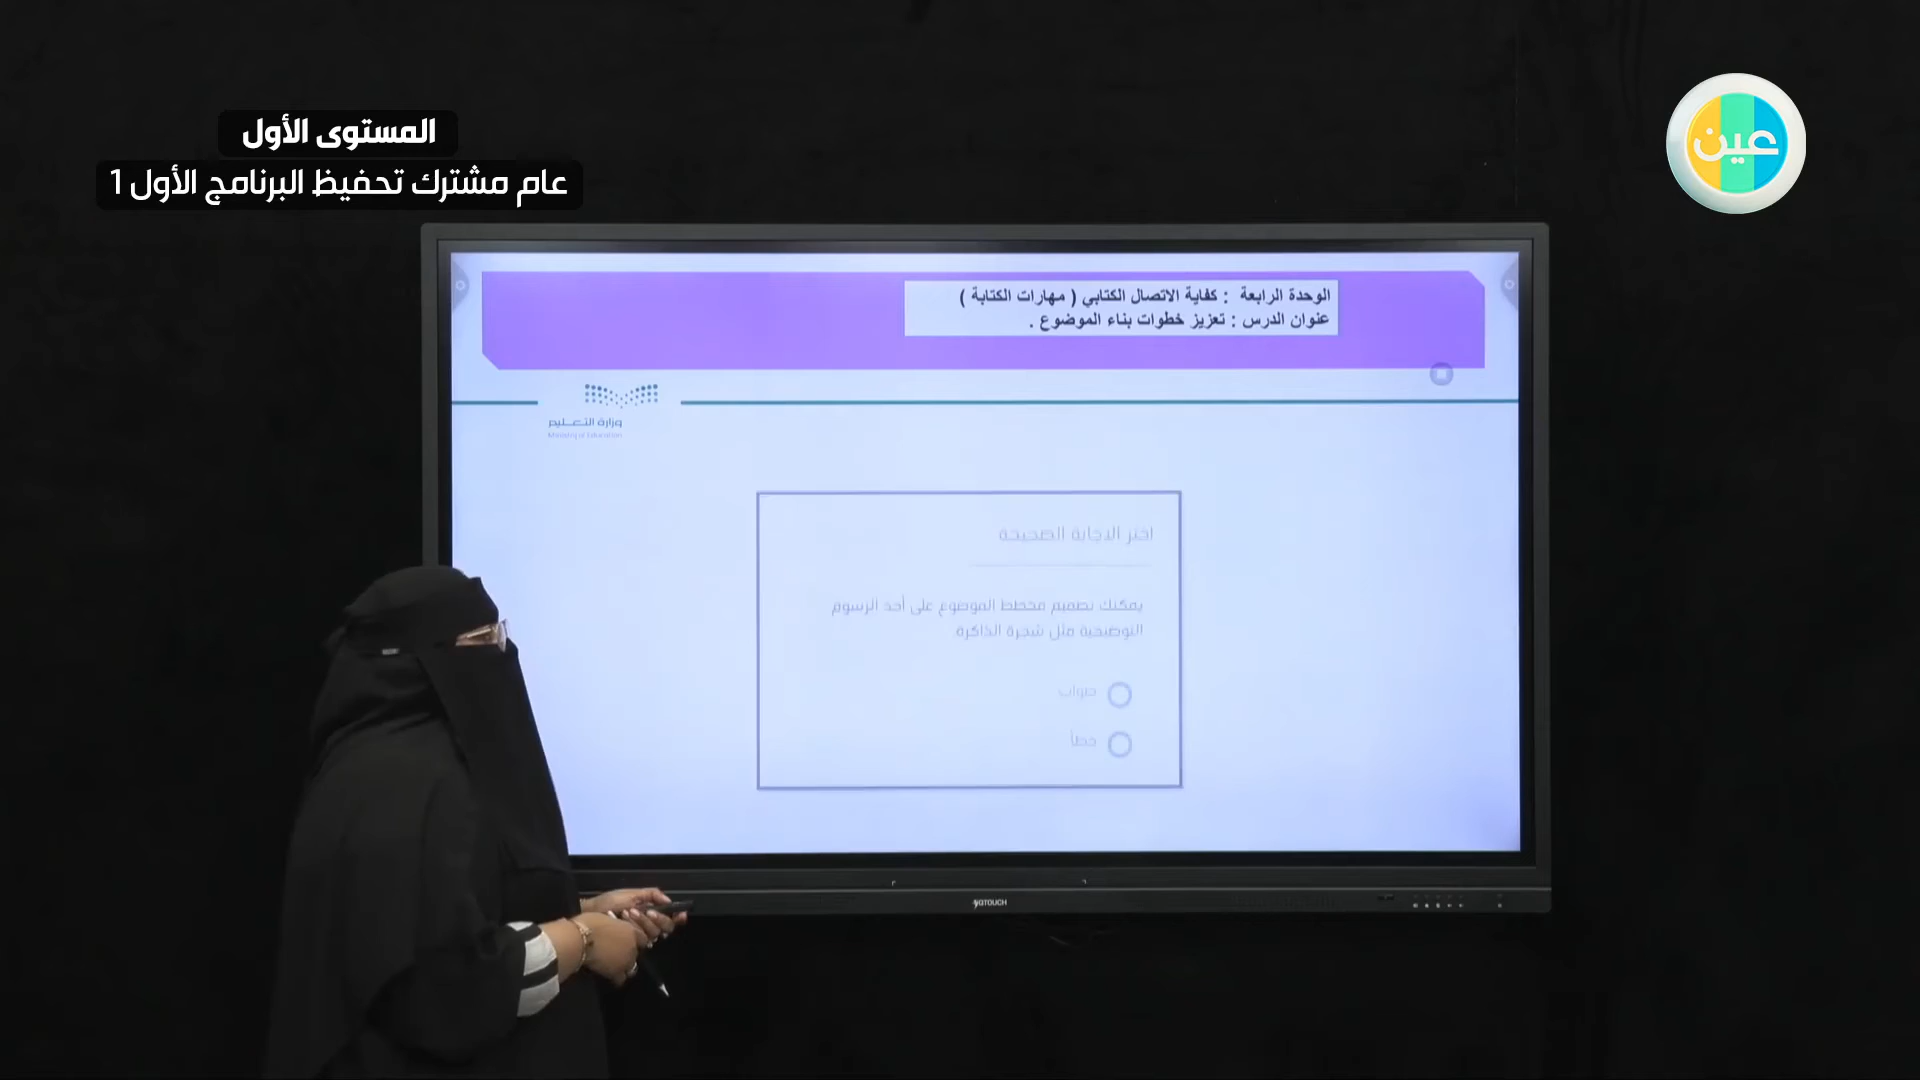 المستوى الأول
عام مشترك تحفيظ البرنامج الأول 1
عين
الوحدة الرابعة : كفاية الاتصال الكتابي ( مهارات الكتابة )
عنوان الدرس : تعزيز خطوات بناء الموضوع .
وزارة التعليم
Ministry of Education
اختر الاجابة الصحيحة
يمكنك تصميم مخطط الموضوع على أحد الرسوم
التوضيحية مثل شجرة الذاكرة.
صواب
خطأ